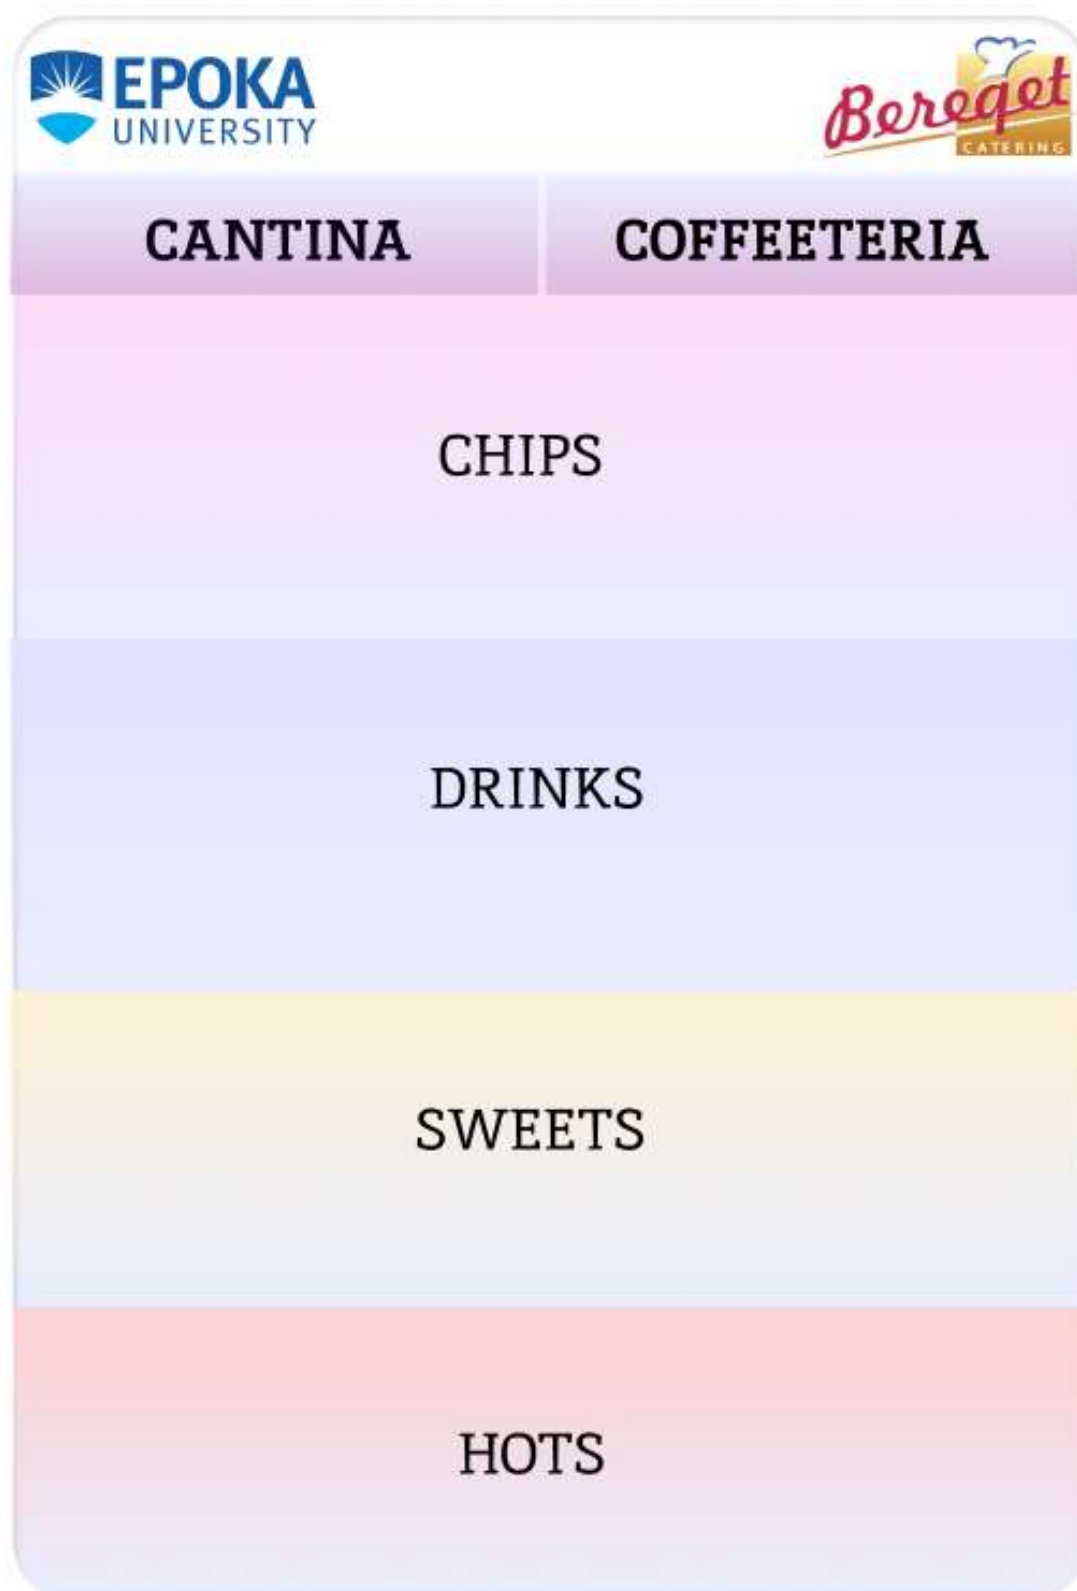 EPOKA
UNIVERSITY
Bereqet
CATERING
CANTINA
COFFEETERIA
CHIPS
DRINKS
SWEETS
HOTS